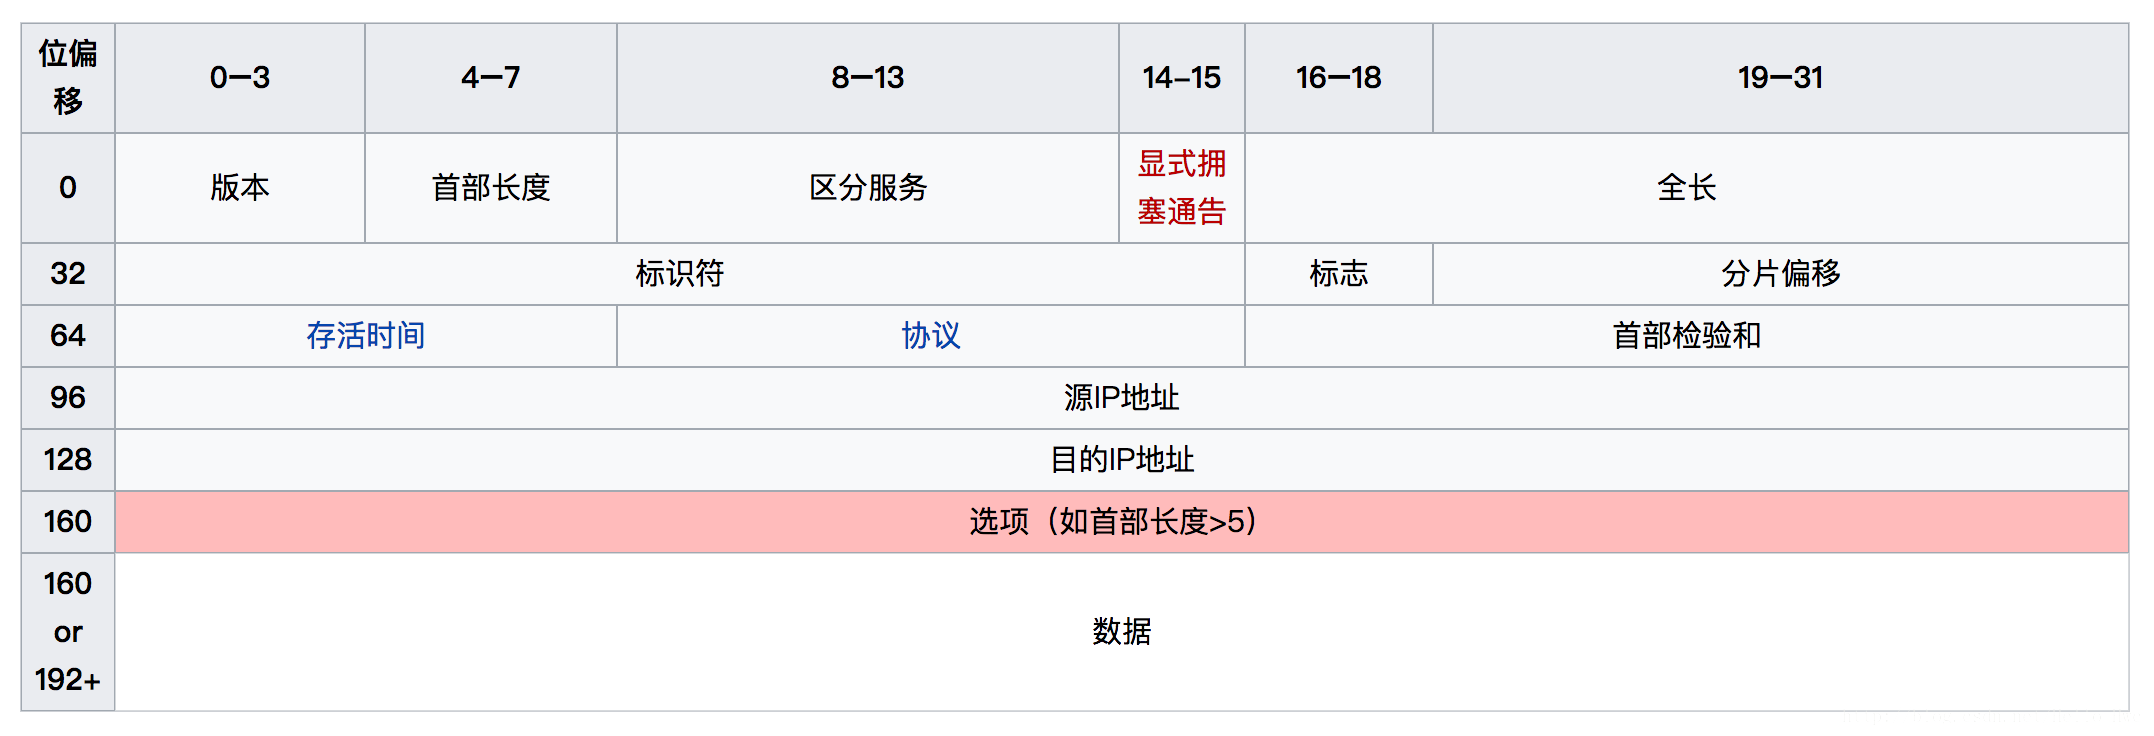 位偏
移
0—3
4—7
8—13
14–15
16—18
19—31
0
版本
首部长度
区分服务
显式拥
塞通告
全长
32
标识符
标志
分片偏移
64
存活时间
协议
首部检验和
96
源IP地址
128
目的IP地址
160
选项（如首部长度>5）
160
or
192+
数据